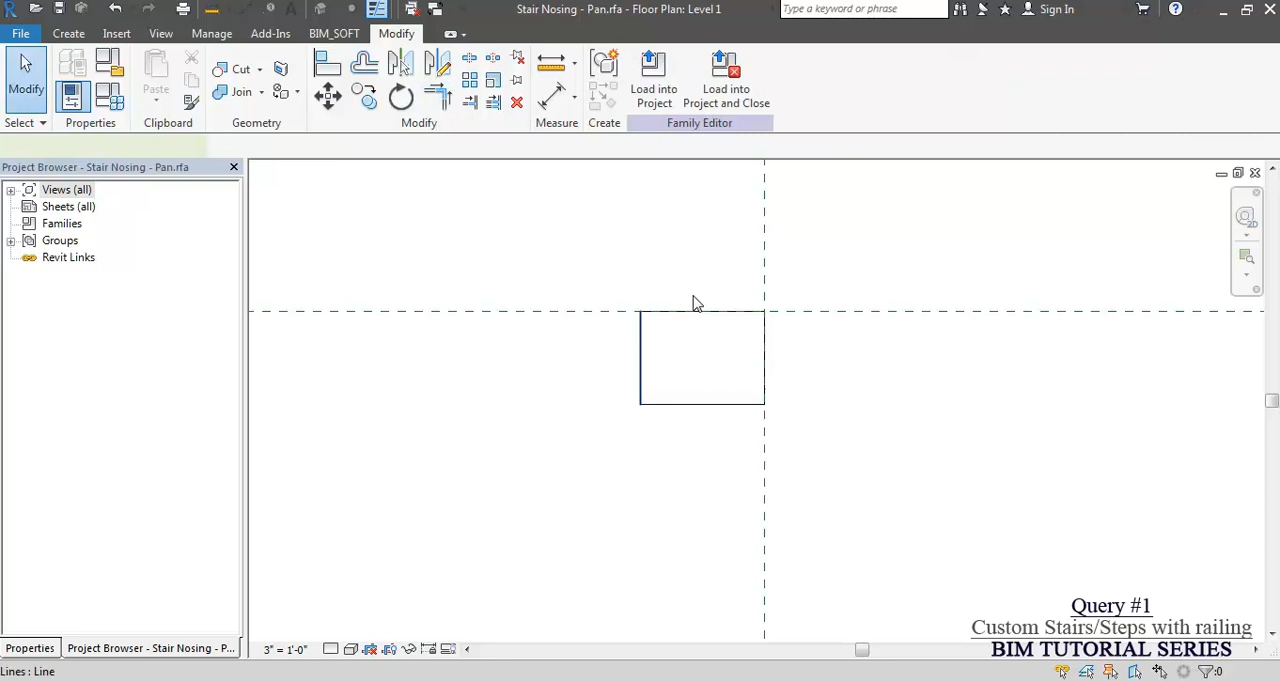 Stair Nosing - Pan.rfa - Floor Plan: Level 1
Type a keyword or phrase
Sign In
File Create Insert View Manage Add-Ins BIM_SOFT Modify
Modify
Paste
Cut
Join
Load into Project
Load into Project and Close
Select Properties Clipboard Geometry Modify Measure Create Family Editor
Project Browser - Stair Nosing - Pan.rfa
Views (all)
Sheets (all)
Families
Groups
Revit Links
2D
Query #1
Custom Stairs/Steps with railing
BIM TUTORIAL SERIES
Properties Project Browser - Stair Nosing - P...
3" = 1'-0"
Lines : Line
:0